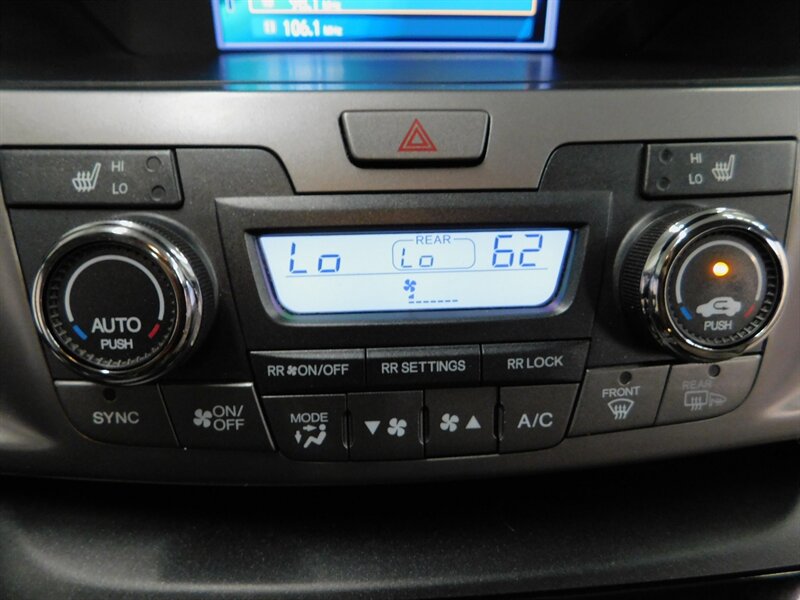 106.1 MHz
HI
LO
HI
LO
REAR
Lo
Lo
62
AUTO
PUSH
PUSH
RR ON/OFF
RR SETTINGS
RR LOCK
SYNC
ON/
OFF
MODE
A/C
FRONT
REAR